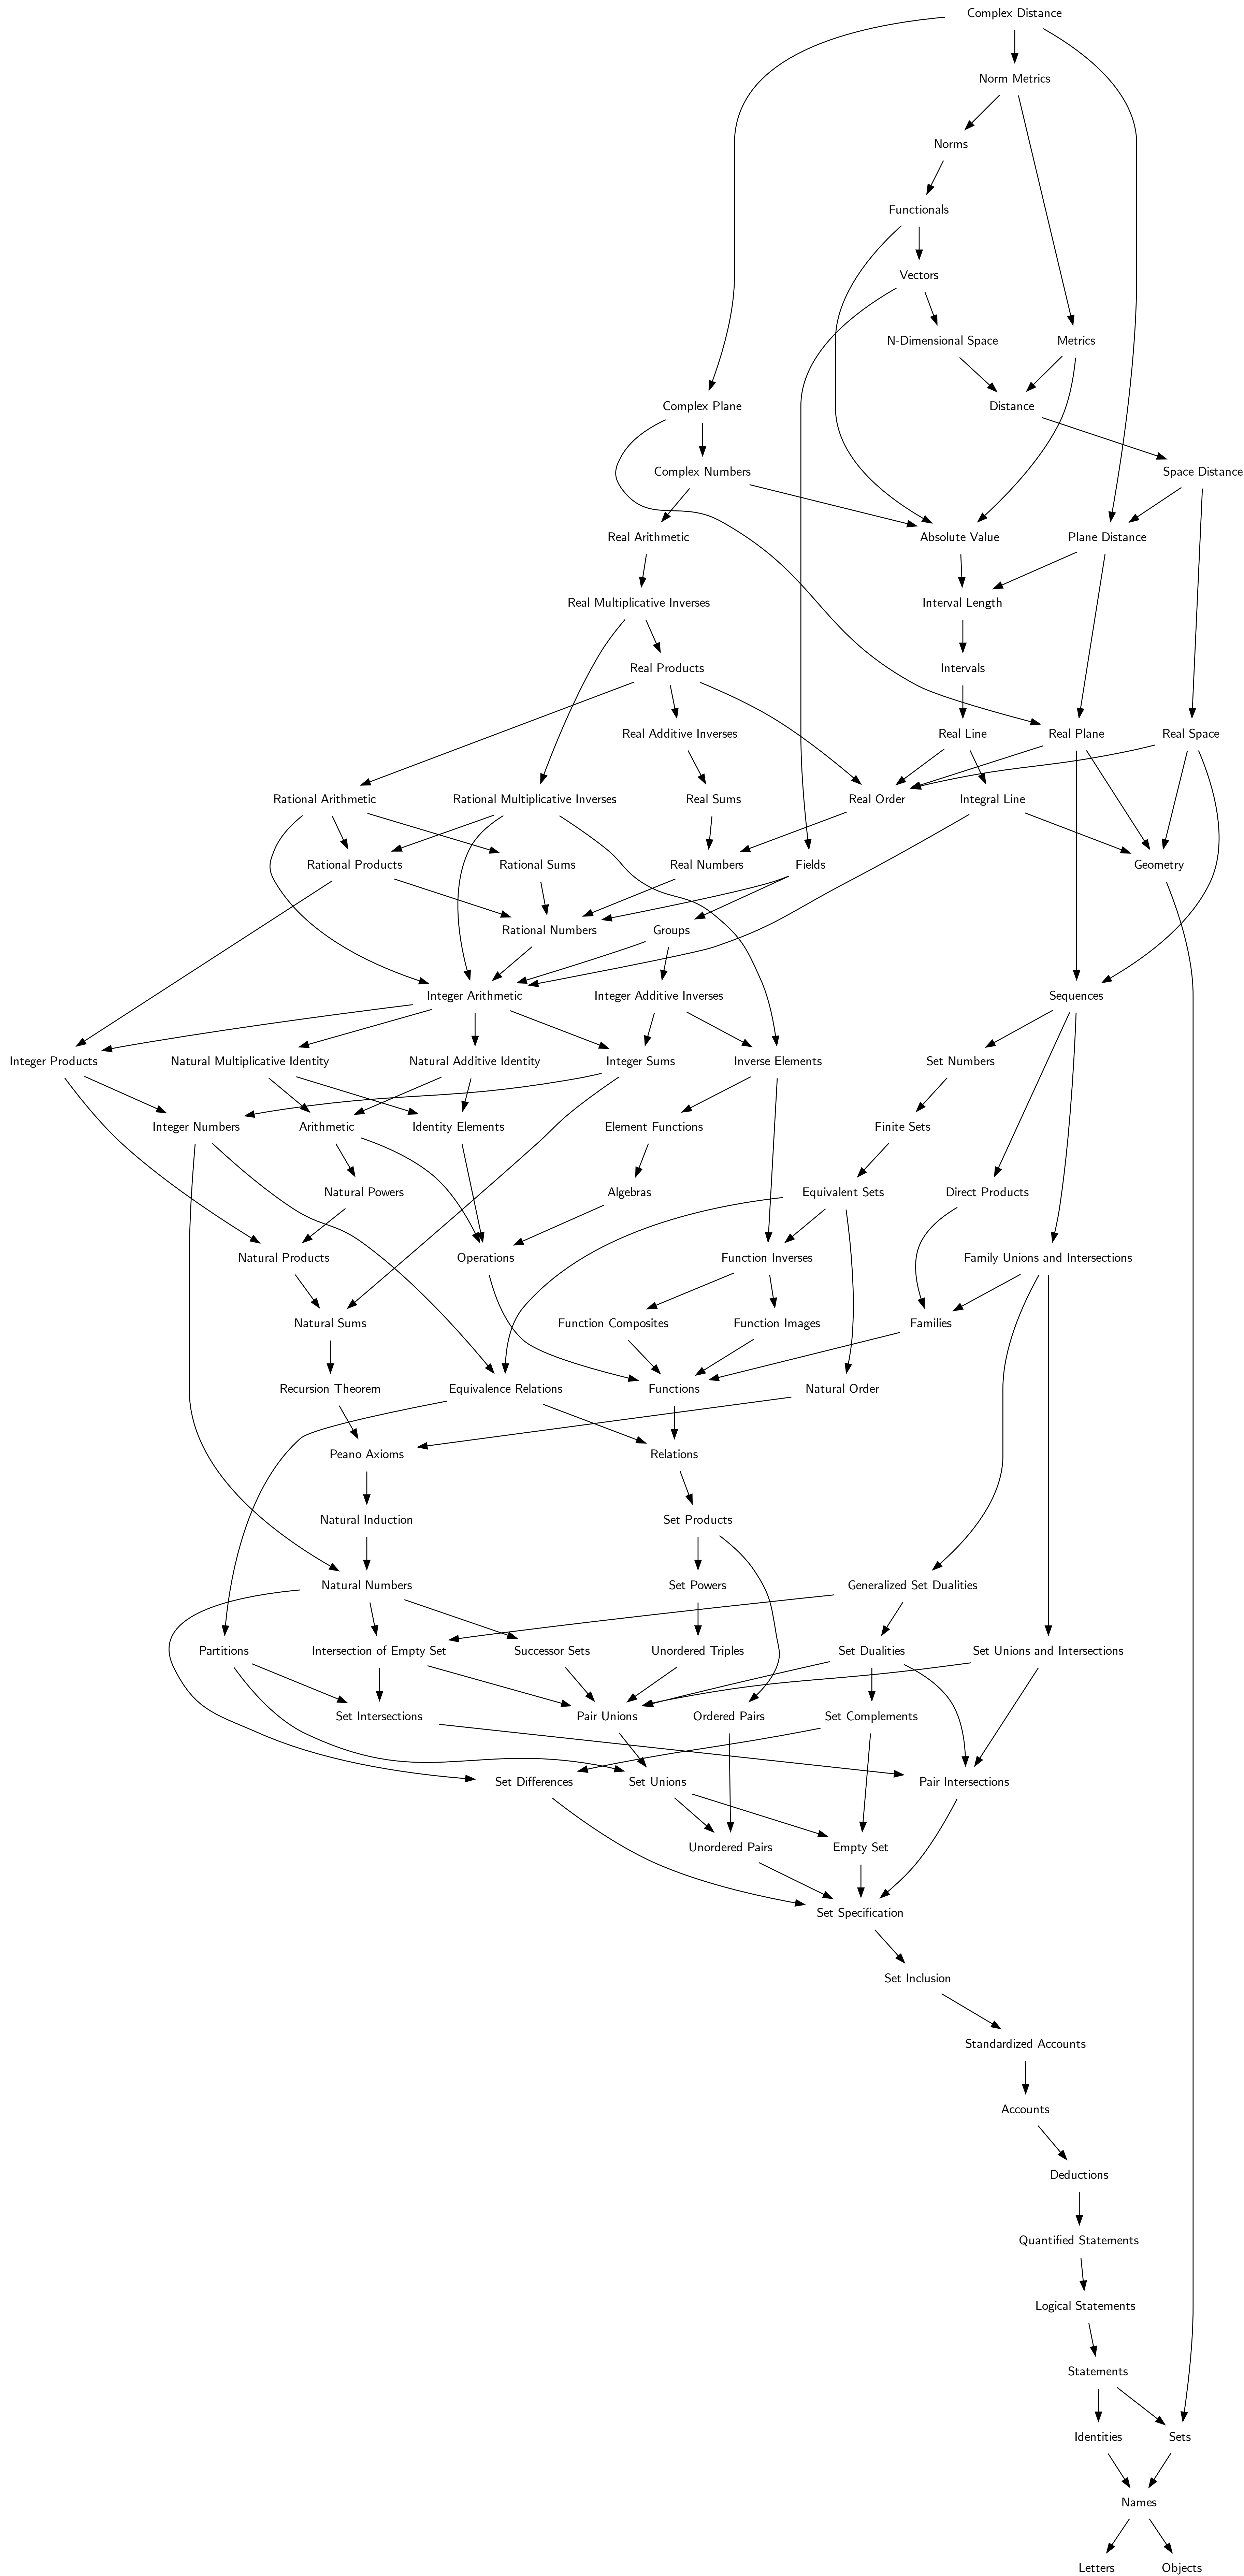 Complex Distance
Norm Metrics
Norms
Functionals
Vectors
N-Dimensional Space
Metrics
Complex Plane
Distance
Complex Numbers
Space Distance
Real Arithmetic
Absolute Value
Plane Distance
Real Multiplicative Inverses
Interval Length
Real Products
Intervals
Real Additive Inverses
Real Line
Real Plane
Real Space
Rational Arithmetic
Rational Multiplicative Inverses
Real Sums
Real Order
Integral Line
Rational Products
Rational Sums
Real Numbers
Fields
Geometry
Rational Numbers
Groups
Integer Arithmetic
Integer Additive Inverses
Sequences
Integer Products
Natural Multiplicative Identity
Natural Additive Identity
Integer Sums
Inverse Elements
Set Numbers
Integer Numbers
Arithmetic
Identity Elements
Element Functions
Finite Sets
Natural Powers
Algebras
Equivalent Sets
Direct Products
Natural Products
Operations
Function Inverses
Family Unions and Intersections
Natural Sums
Function Composites
Function Images
Families
Recursion Theorem
Equivalence Relations
Functions
Natural Order
Peano Axioms
Relations
Natural Induction
Set Products
Natural Numbers
Set Powers
Generalized Set Dualities
Partitions
Intersection of Empty Set
Successor Sets
Unordered Triples
Set Dualities
Set Unions and Intersections
Set Intersections
Pair Unions
Ordered Pairs
Set Complements
Set Differences
Set Unions
Pair Intersections
Unordered Pairs
Empty Set
Set Specification
Set Inclusion
Standardized Accounts
Accounts
Deductions
Quantified Statements
Logical Statements
Statements
Identities
Sets
Names
Letters
Objects